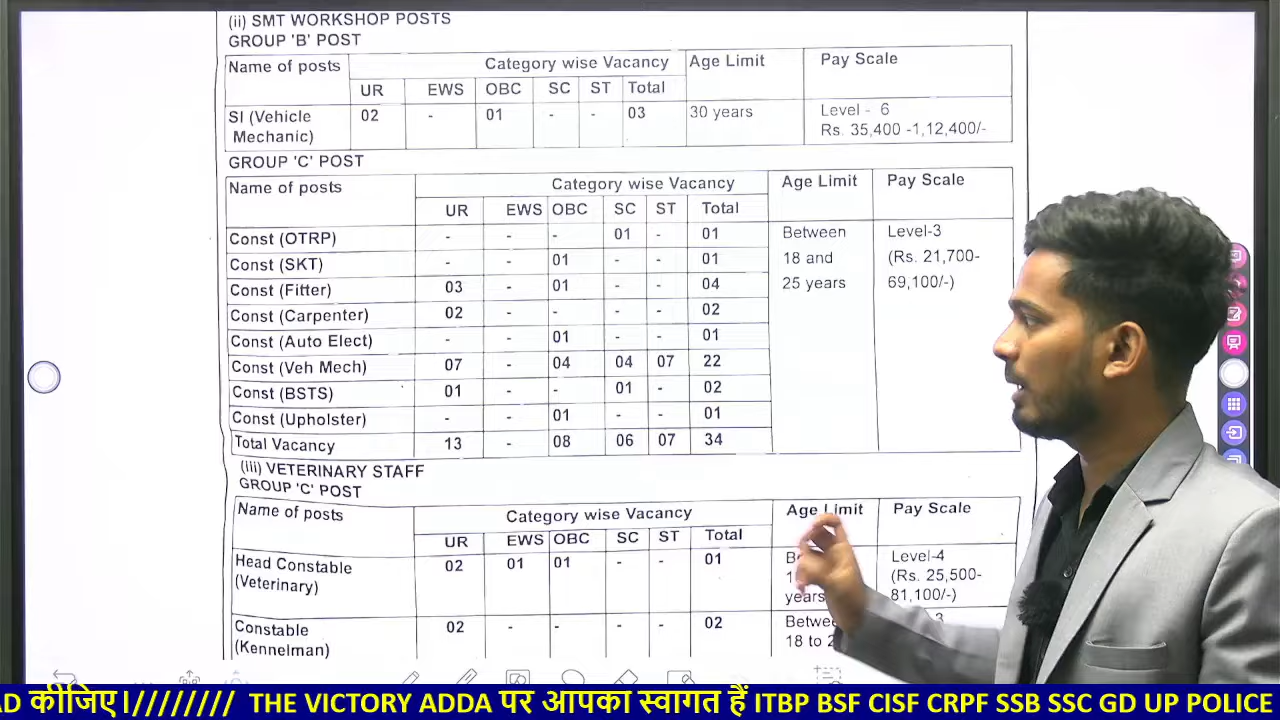 (ii) SMT WORKSHOP POSTS
GROUP 'B' POST
Name of posts Category wise Vacancy Age Limit Pay Scale
UR EWS OBC SC ST Total
SI (Vehicle Mechanic) 02 - 01 - - 03 30 years Level - 6
Rs. 35,400 -1,12,400/-
GROUP 'C' POST
Name of posts Category wise Vacancy Age Limit Pay Scale
UR EWS OBC SC ST Total
Const (OTRP) - - - 01 - 01 Between Level-3
Const (SKT) - - 01 - - 01 18 and (Rs. 21,700-
Const (Fitter) 03 - 01 - - 04 25 years 69,100/-)
Const (Carpenter) 02 - - - - 02
Const (Auto Elect) - - 01 - - 01
Const (Veh Mech) 07 - 04 04 07 22
Const (BSTS) 01 - - 01 - 02
Const (Upholster) - - 01 - - 01
Total Vacancy 13 - 08 06 07 34
(iii) VETERINARY STAFF
GROUP 'C' POST
Name of posts Category wise Vacancy Age Limit Pay Scale
UR EWS OBC SC ST Total
Head Constable 02 01 01 - - 01 Level-4
(Veterinary) (Rs. 25,500-
years 81,100/-)
Constable 02 - - - - 02
(Kennelman) 18 to
AD कीजिए।//////// THE VICTORY ADDA पर आपका स्वागत हैं ITBP BSF CISF CRPF SSB SSC GD UP POLICE